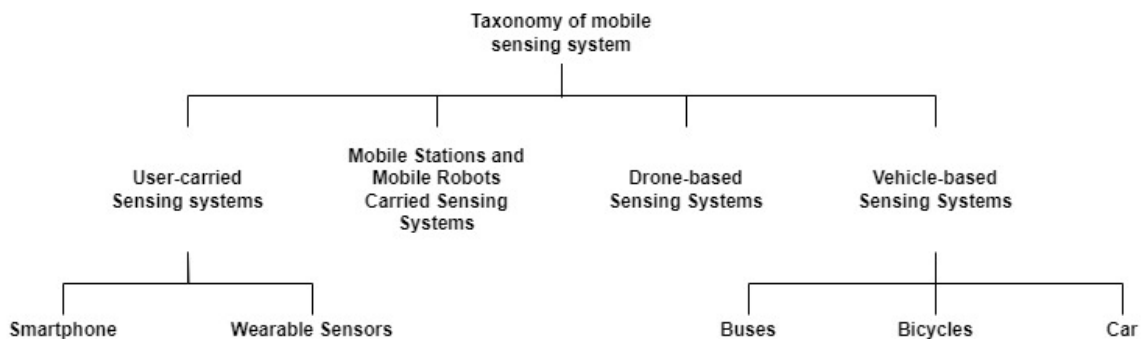 Taxonomy of mobile
sensing system
User-carried
Sensing systems
Mobile Stations and
Mobile Robots
Carried Sensing
Systems
Drone-based
Sensing Systems
Vehicle-based
Sensing Systems
Smartphone
Wearable Sensors
Buses
Bicycles
Car